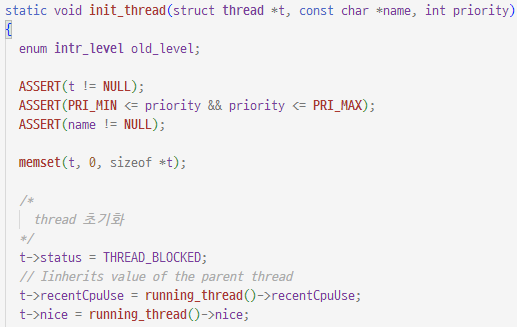 static void init_thread(struct thread *t, const char *name, int priority)
{
enum intr_level old_level;
ASSERT(t != NULL);
ASSERT(PRI_MIN <= priority && priority <= PRI_MAX);
ASSERT(name != NULL);
memset(t, 0, sizeof *t);
/*
thread 초기화
*/
t->status = THREAD_BLOCKED;
// Iinherits value of the parent thread
t->recentCpuUse = running_thread()->recentCpuUse;
t->nice = running_thread()->nice;